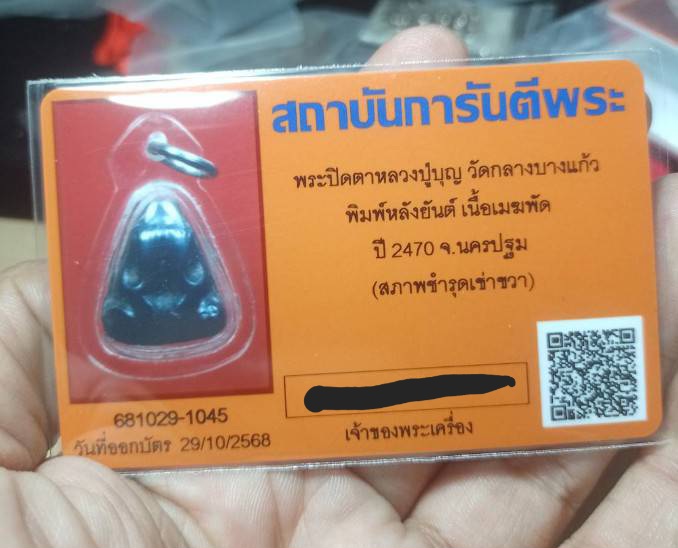 สถาบันการันตีพระ
พระปิดตาหลวงปู่บุญ วัดกลางบางแก้ว
พิมพ์หลังยันต์ เนื้อเมฆพัด
ปี 2470 จ.นครปฐม
(สภาพชำรุดเข่าขวา)
เจ้าของพระเครื่อง
681029-1045
วันที่ออกบัตร 29/10/2568